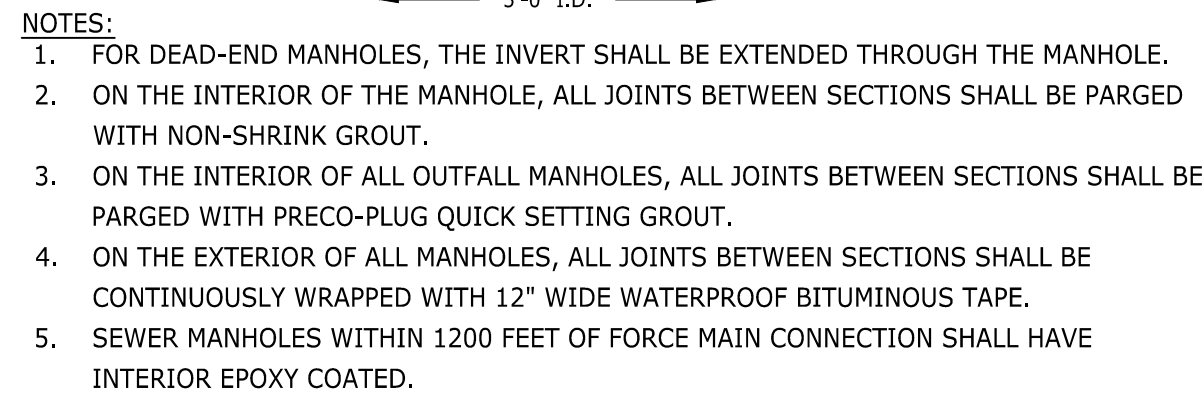 5'-0" I.D.
NOTES:
1. FOR DEAD-END MANHOLES, THE INVERT SHALL BE EXTENDED THROUGH THE MANHOLE.
2. ON THE INTERIOR OF THE MANHOLE, ALL JOINTS BETWEEN SECTIONS SHALL BE PARGED
WITH NON-SHRINK GROUT.
3. ON THE INTERIOR OF ALL OUTFALL MANHOLES, ALL JOINTS BETWEEN SECTIONS SHALL BE
PARGED WITH PRECO-PLUG QUICK SETTING GROUT.
4. ON THE EXTERIOR OF ALL MANHOLES, ALL JOINTS BETWEEN SECTIONS SHALL BE
CONTINUOUSLY WRAPPED WITH 12" WIDE WATERPROOF BITUMINOUS TAPE.
5. SEWER MANHOLES WITHIN 1200 FEET OF FORCE MAIN CONNECTION SHALL HAVE
INTERIOR EPOXY COATED.